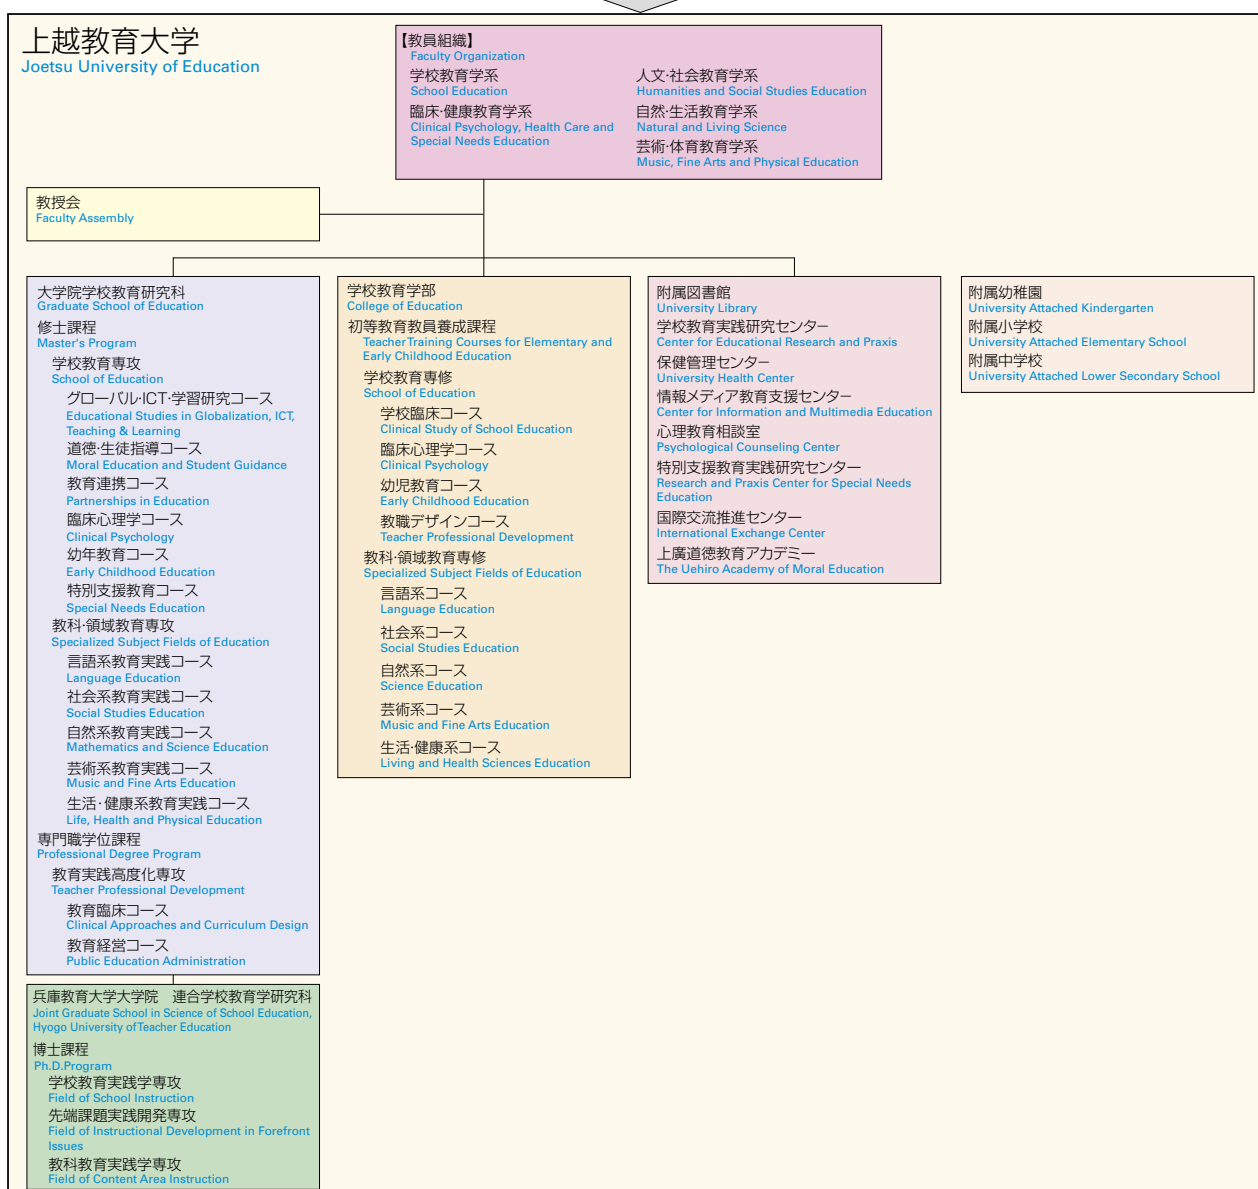 上越教育大学
Joetsu University of Education
【教員組織】
Faculty Organization
学校教育学系
School Education
臨床·健康教育学系
Clinical Psychology, Health Care and
Special Needs Education
人文·社会教育学系
Humanities and Social Studies Education
自然·生活教育学系
Natural and Living Science
芸術·体育教育学系
Music, Fine Arts and Physical Education
教授会
Faculty Assembly
大学院学校教育研究科
Graduate School of Education
修士課程
Master's Program
学校教育専攻
School of Education
グローバル·ICT·学習研究コース
Educational Studies in Globalization, ICT,
Teaching & Learning
道徳·生徒指導コース
Moral Education and Student Guidance
教育連携コース
Partnerships in Education
臨床心理学コース
Clinical Psychology
幼年教育コース
Early Childhood Education
特別支援教育コース
Special Needs Education
教科·領域教育専攻
Specialized Subject Fields of Education
言語系教育実践コース
Language Education
社会系教育実践コース
Social Studies Education
自然系教育実践コース
Mathematics and Science Education
芸術系教育実践コース
Music and Fine Arts Education
生活·健康系教育実践コース
Life, Health and Physical Education
専門職学位課程
Professional Degree Program
教育実践高度化専攻
Teacher Professional Development
教育臨床コース
Clinical Approaches and Curriculum Design
教育経営コース
Public Education Administration
兵庫教育大学大学院　連合学校教育学研究科
Joint Graduate School in Science of School Education,
Hyogo University of Teacher Education
博士課程
Ph.D.Program
学校教育実践学専攻
Field of School Instruction
先端課題実践開発専攻
Field of Instructional Development in Forefront
Issues
教科教育実践学専攻
Field of Content Area Instruction
学校教育学部
College of Education
初等教育教員養成課程
Teacher Training Courses for Elementary and
Early Childhood Education
学校教育専修
School of Education
学校臨床コース
Clinical Study of School Education
臨床心理学コース
Clinical Psychology
幼児教育コース
Early Childhood Education
教職デザインコース
Teacher Professional Development
教科·領域教育専修
Specialized Subject Fields of Education
言語系コース
Language Education
社会系コース
Social Studies Education
自然系コース
Science Education
芸術系コース
Music and Fine Arts Education
生活·健康系コース
Living and Health Sciences Education
附属図書館
University Library
学校教育実践研究センター
Center for Educational Research and Praxis
保健管理センター
University Health Center
情報メディア教育支援センター
Center for Information and Multimedia Education
心理教育相談室
Psychological Counseling Center
特別支援教育実践研究センター
Research and Praxis Center for Special Needs
Education
国際交流推進センター
International Exchange Center
上廣道徳教育アカデミー
The Uehiro Academy of Moral Education
附属幼稚園
University Attached Kindergarten
附属小学校
University Attached Elementary School
附属中学校
University Attached Lower Secondary School